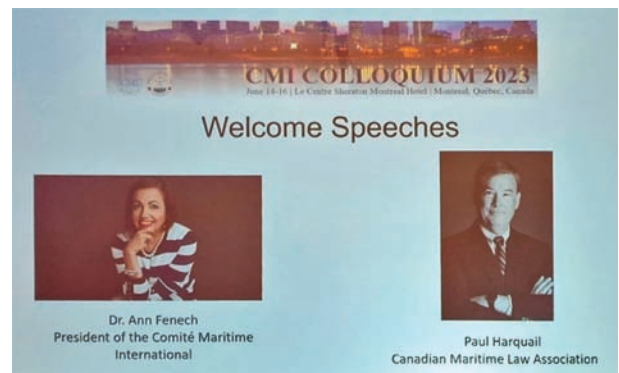 CMI COLLOQUIUM 2023
June 14-16 | Le Centre Sheraton Montreal Hotel | Montreal, Québec, Canada
Welcome Speeches
Dr. Ann Fenech
President of the Comité Maritime
International
Paul Harquail
Canadian Maritime Law Association